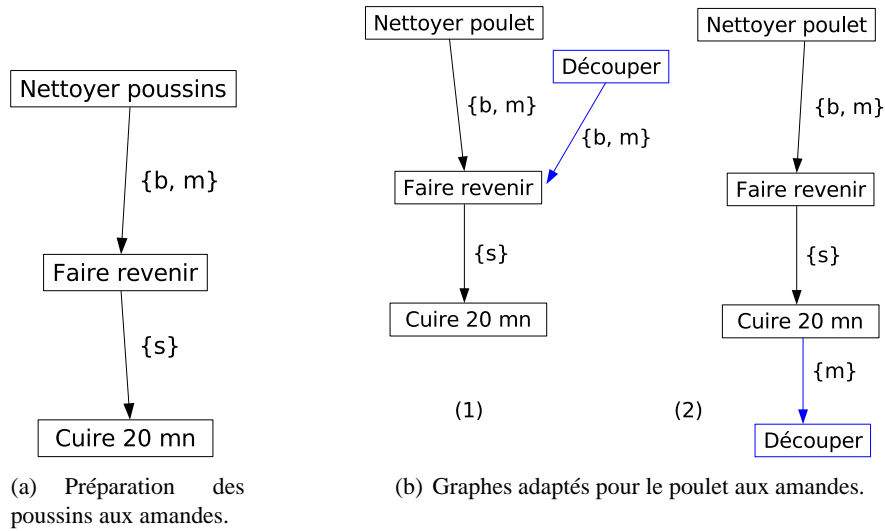 Nettoyer poussins
{b, m}
Faire revenir
{s}
Cuire 20 mn
(a) Préparation des
poussins aux amandes.
Nettoyer poulet
Découper
{b, m}
{b, m}
Faire revenir
{s}
Cuire 20 mn
(1)
Nettoyer poulet
{b, m}
Faire revenir
{s}
Cuire 20 mn
{m}
(2)
Découper
(b) Graphes adaptés pour le poulet aux amandes.